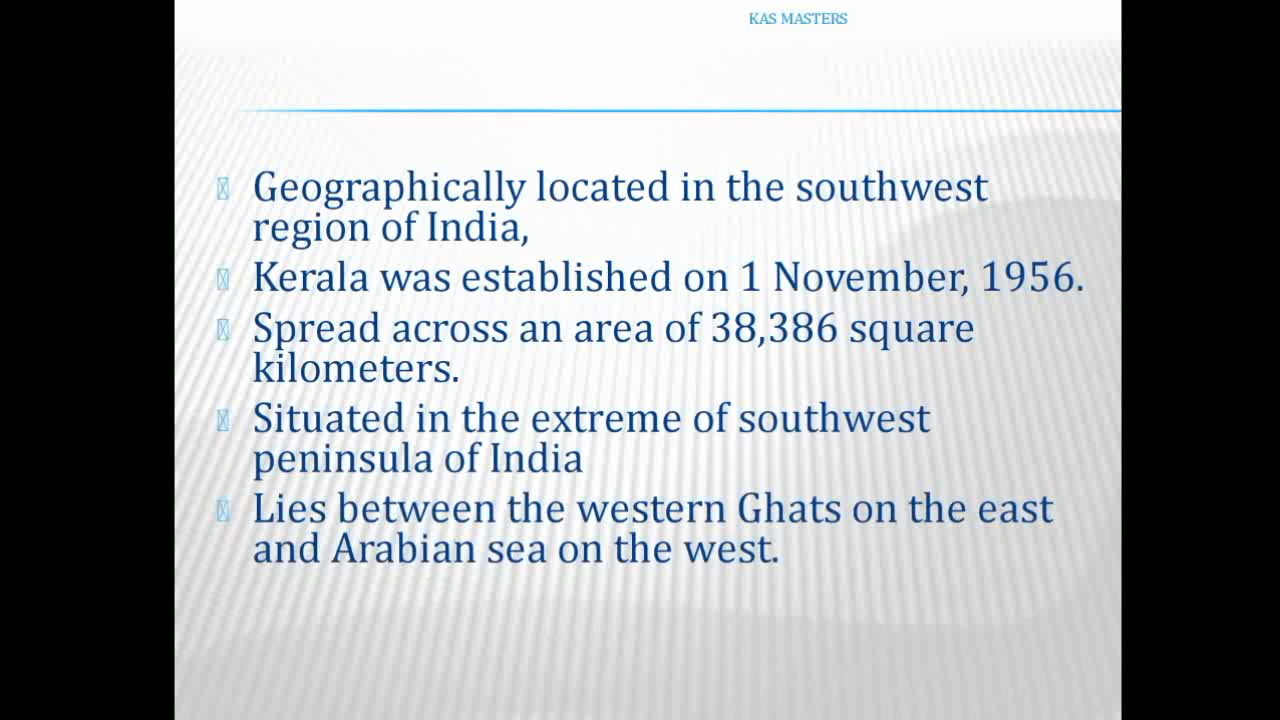 KAS MASTERS
Geographically located in the southwest
region of India,
Kerala was established on 1 November, 1956.
Spread across an area of 38,386 square
kilometers.
Situated in the extreme of southwest
peninsula of India
Lies between the western Ghats on the east
and Arabian sea on the west.